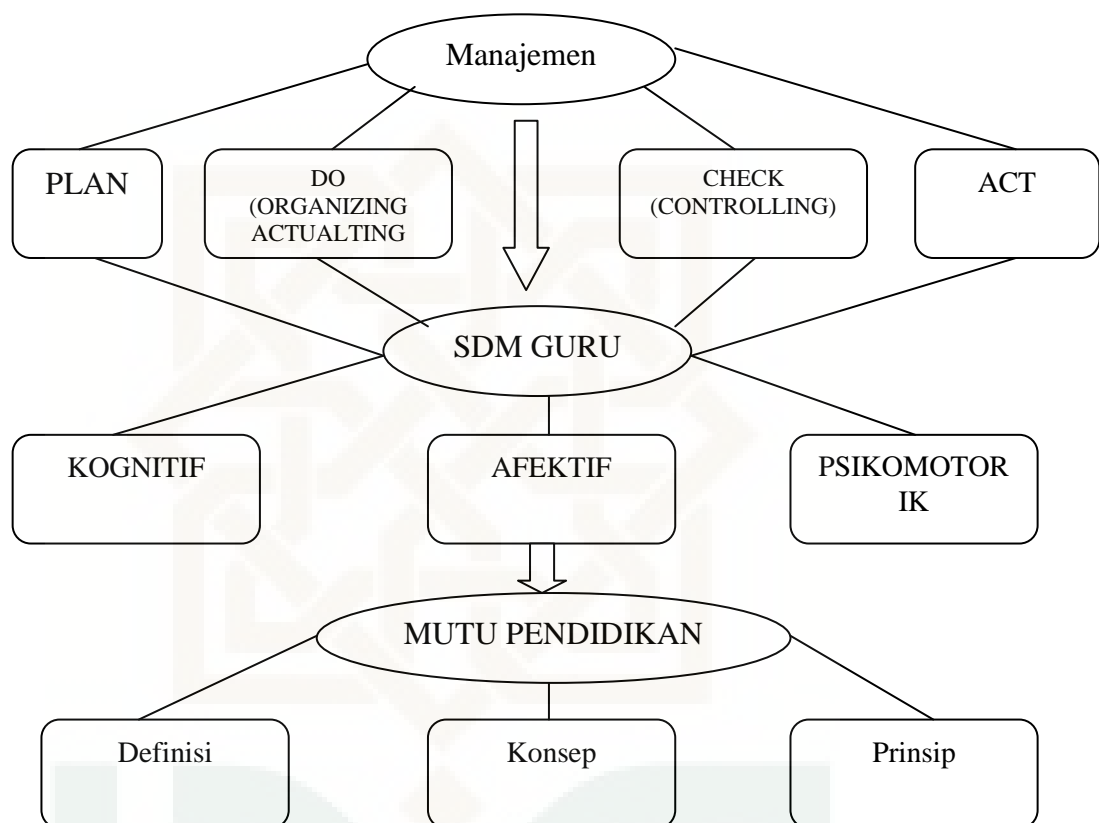 Manajemen
PLAN
DO
(ORGANIZING
ACTUALTING
CHECK
(CONTROLLING)
ACT
SDM GURU
KOGNITIF
AFEKTIF
PSIKOMOTOR
IK
MUTU PENDIDIKAN
Definisi
Konsep
Prinsip